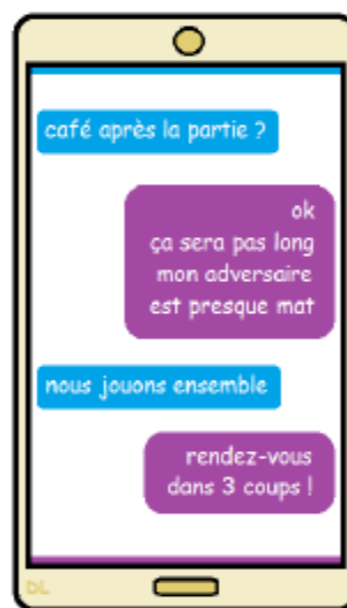 café après la partie ?
ok
ça sera pas long
mon adversaire
est presque mat
nous jouons ensemble
rendez-vous
dans 3 coups !
DL